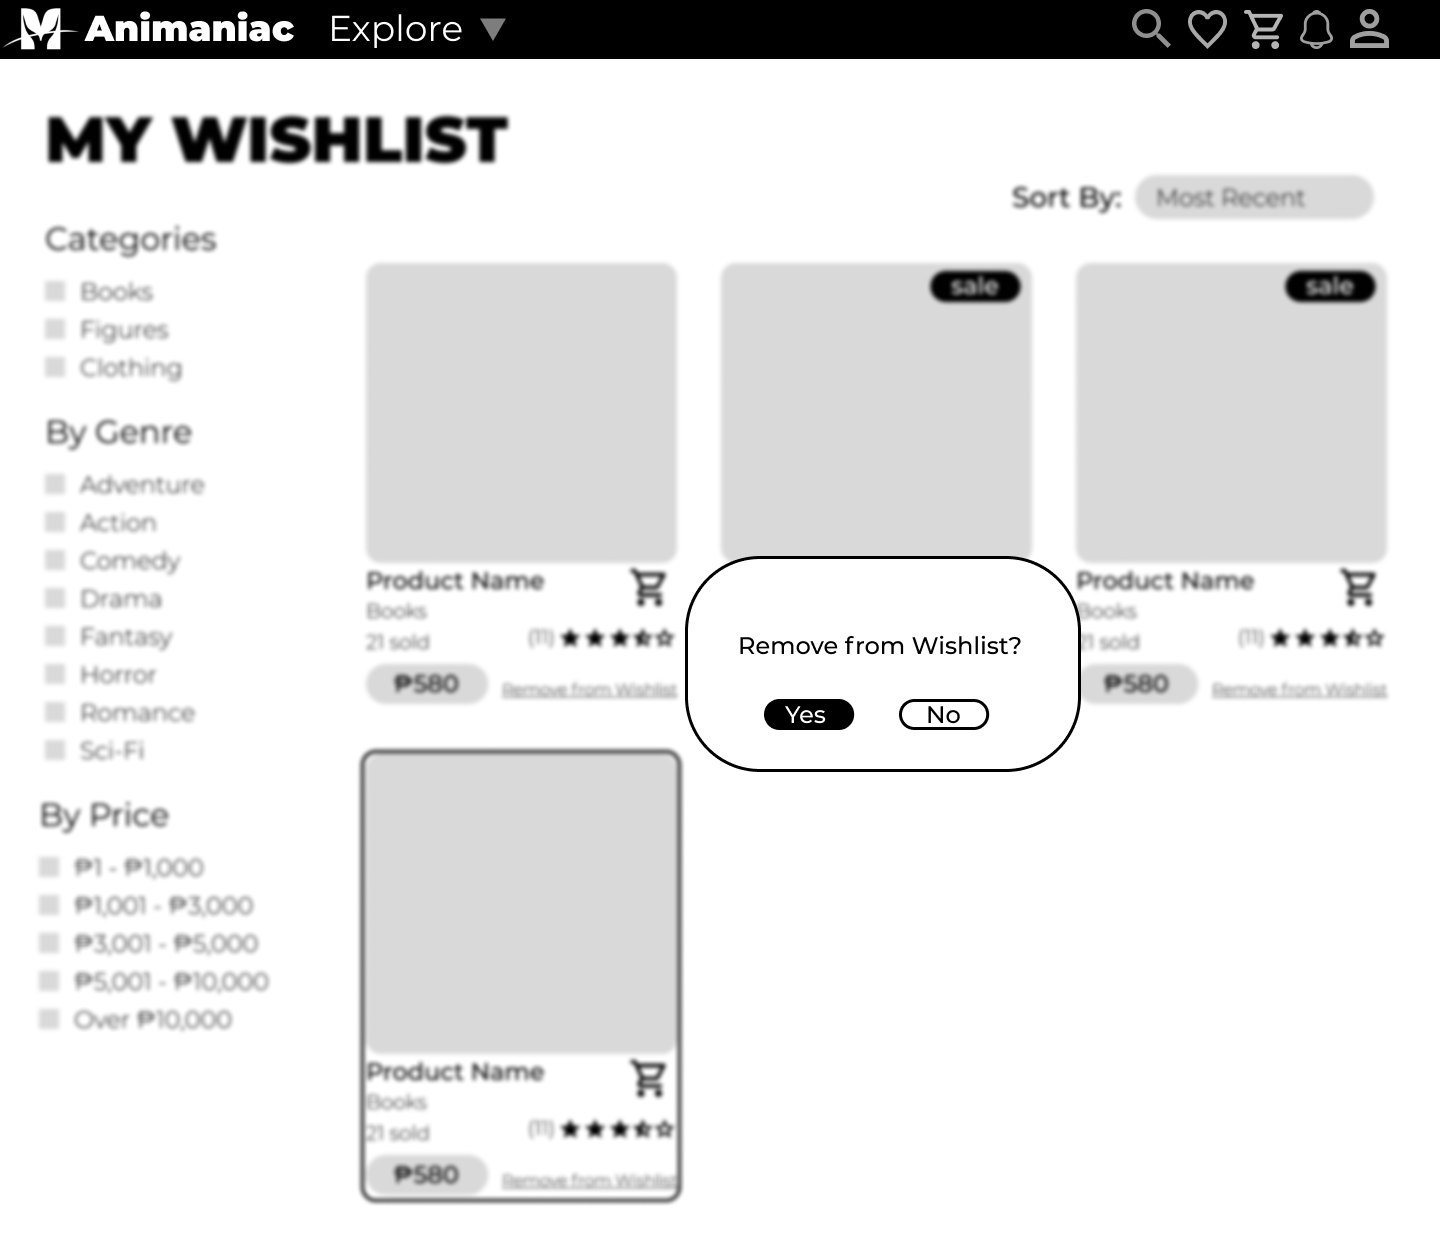 Animaniac Explore
MY WISHLIST
Sort By: Most Recent
Categories
Books
Figures
Clothing
By Genre
Adventure
Action
Comedy
Drama
Fantasy
Horror
Romance
Sci-Fi
By Price
₱1 - ₱1,000
₱1,001 - ₱3,000
₱3,001 - ₱5,000
₱5,001 - ₱10,000
Over ₱10,000
Product Name
Books
21 sold (11)
₱580 Remove from Wishlist
sale
sale
Product Name
Books
21 sold (11)
₱580 Remove from Wishlist
Remove from Wishlist?
Yes No
Product Name
Books
21 sold (11)
₱580 Remove from Wishlist